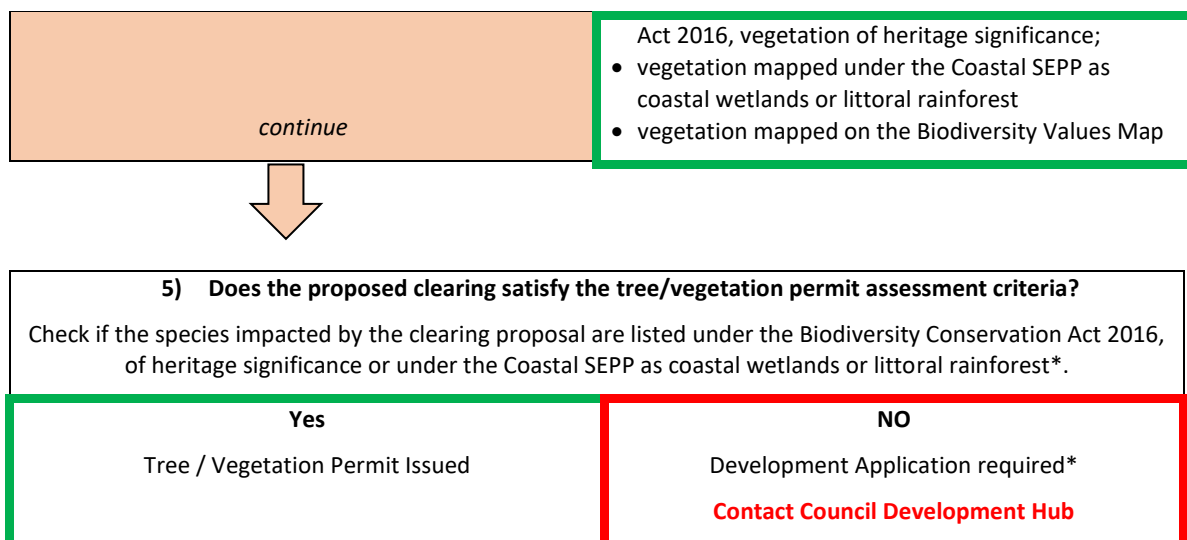 continue
Act 2016, vegetation of heritage significance;
• vegetation mapped under the Coastal SEPP as
coastal wetlands or littoral rainforest
• vegetation mapped on the Biodiversity Values Map
5) Does the proposed clearing satisfy the tree/vegetation permit assessment criteria?
Check if the species impacted by the clearing proposal are listed under the Biodiversity Conservation Act 2016,
of heritage significance or under the Coastal SEPP as coastal wetlands or littoral rainforest*.
Yes
Tree / Vegetation Permit Issued
NO
Development Application required*
Contact Council Development Hub